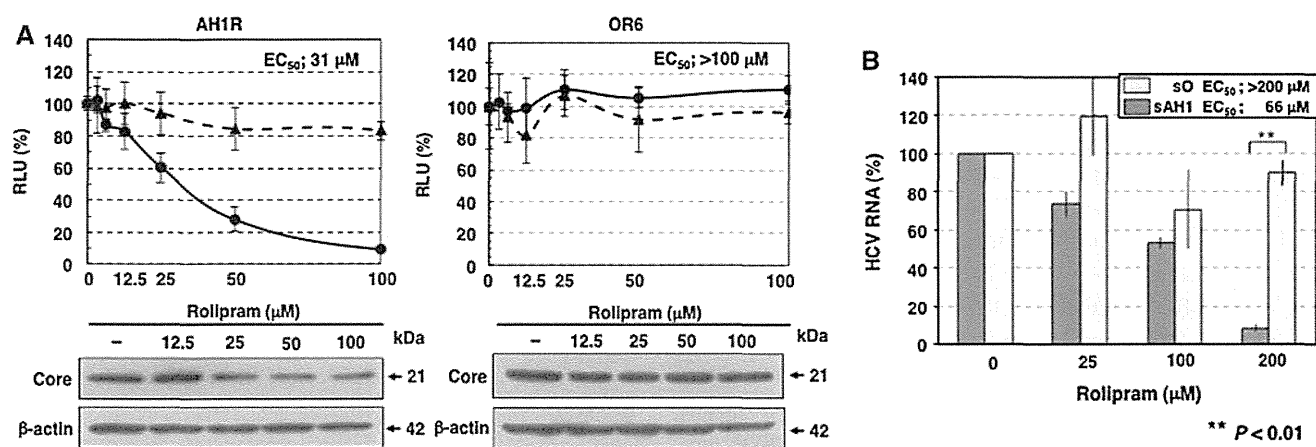 A
AH1R
EC50; 31 μM
RLU (%)
140
120
100
80
60
40
20
0
0 12.5 25 50 100
Rolipram (μM)
– 12.5 25 50 100 kDa
Core ← 21
β-actin ← 42
OR6
EC50; >100 μM
RLU (%)
140
120
100
80
60
40
20
0
0 12.5 25 50 100
Rolipram (μM)
– 12.5 25 50 100 kDa
Core ← 21
β-actin ← 42
B
sO EC50; >200 μM
sAH1 EC50; 66 μM
**
HCV RNA (%)
140
120
100
80
60
40
20
0
0 25 100 200
Rolipram (μM)
** P < 0.01